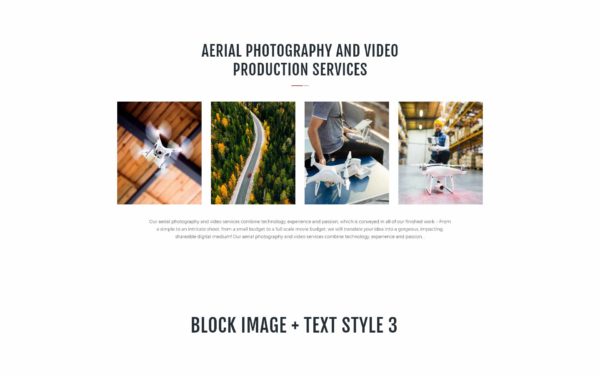 AERIAL PHOTOGRAPHY AND VIDEO
PRODUCTION SERVICES
Our aerial photography and video services combine technology, experience and passion, which is conveyed in all of our finished work. - From
a simple to an intricate shoot, from a small budget to a full scale movie budget, we will translate your idea into a gorgeous, impacting,
shareable digital medium! Our aerial photography and video services combine technology, experience and passion.
BLOCK IMAGE + TEXT STYLE 3